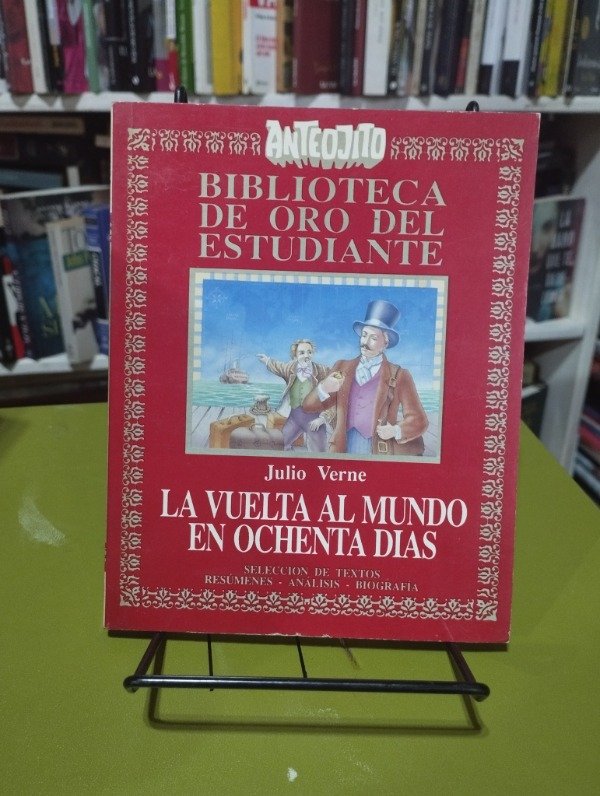 ANTEOJITO
BIBLIOTECA
DE ORO DEL
ESTUDIANTE
Julio Verne
LA VUELTA AL MUNDO
EN OCHENTA DIAS
SELECCION DE TEXTOS
RESÚMENES - ANÁLISIS - BIOGRAFÍA